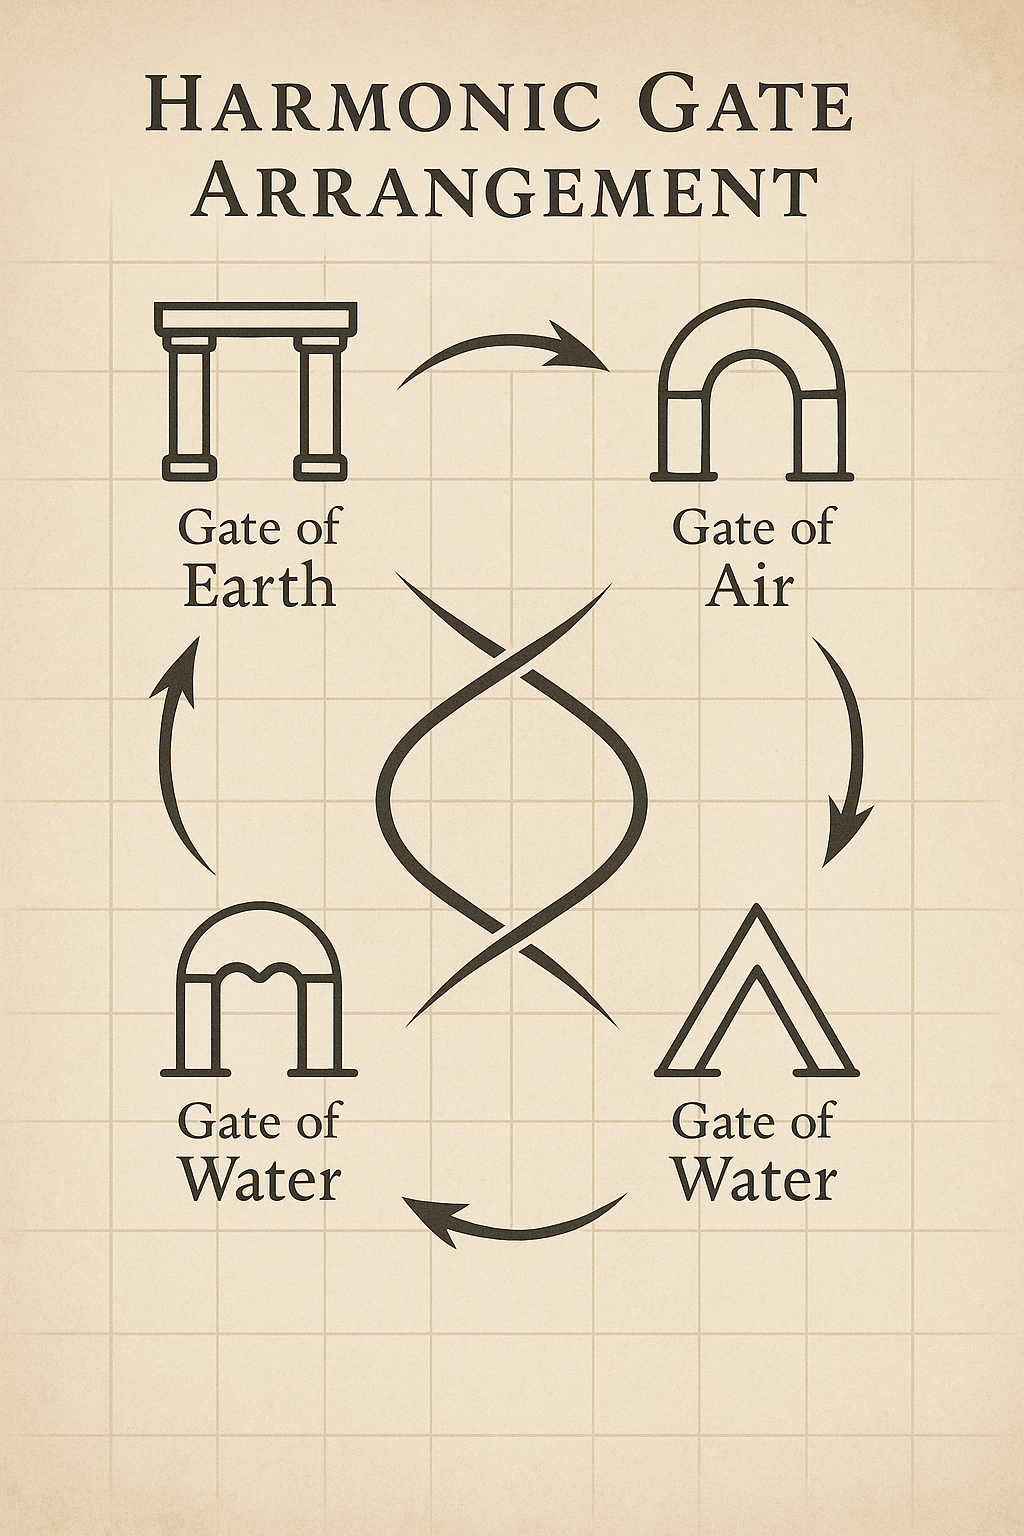 HARMONIC GATE
ARRANGEMENT
Gate of
Earth
Gate of
Air
Gate of
Water
Gate of
Water